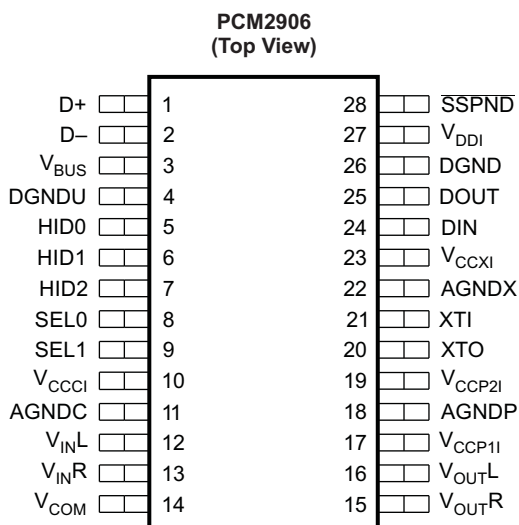 PCM2906
(Top View)
D+ 1 28 SSPND
D– 2 27 VDDI
VBUS 3 26 DGND
DGNDU 4 25 DOUT
HID0 5 24 DIN
HID1 6 23 VCCXI
HID2 7 22 AGNDX
SEL0 8 21 XTI
SEL1 9 20 XTO
VCCCI 10 19 VCCP2I
AGNDC 11 18 AGNDP
VINL 12 17 VCCP1I
VINR 13 16 VOUTL
VCOM 14 15 VOUTR